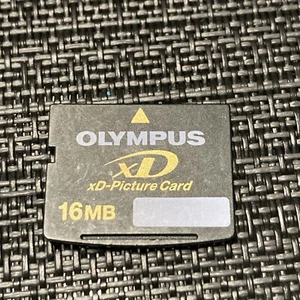 OLYMPUS
xD
xD-Picture Card
16MB